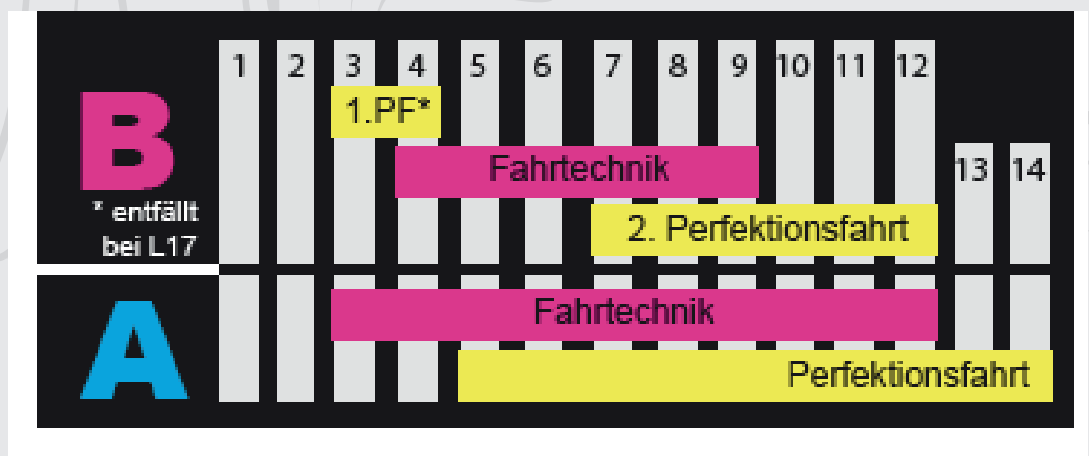 1 2 3 4 5 6 7 8 9 10 11 12
B
1.PF*
Fahrtechnik
13 14
* entfällt
bei L17
2. Perfektionsfahrt
A
Fahrtechnik
Perfektionsfahrt